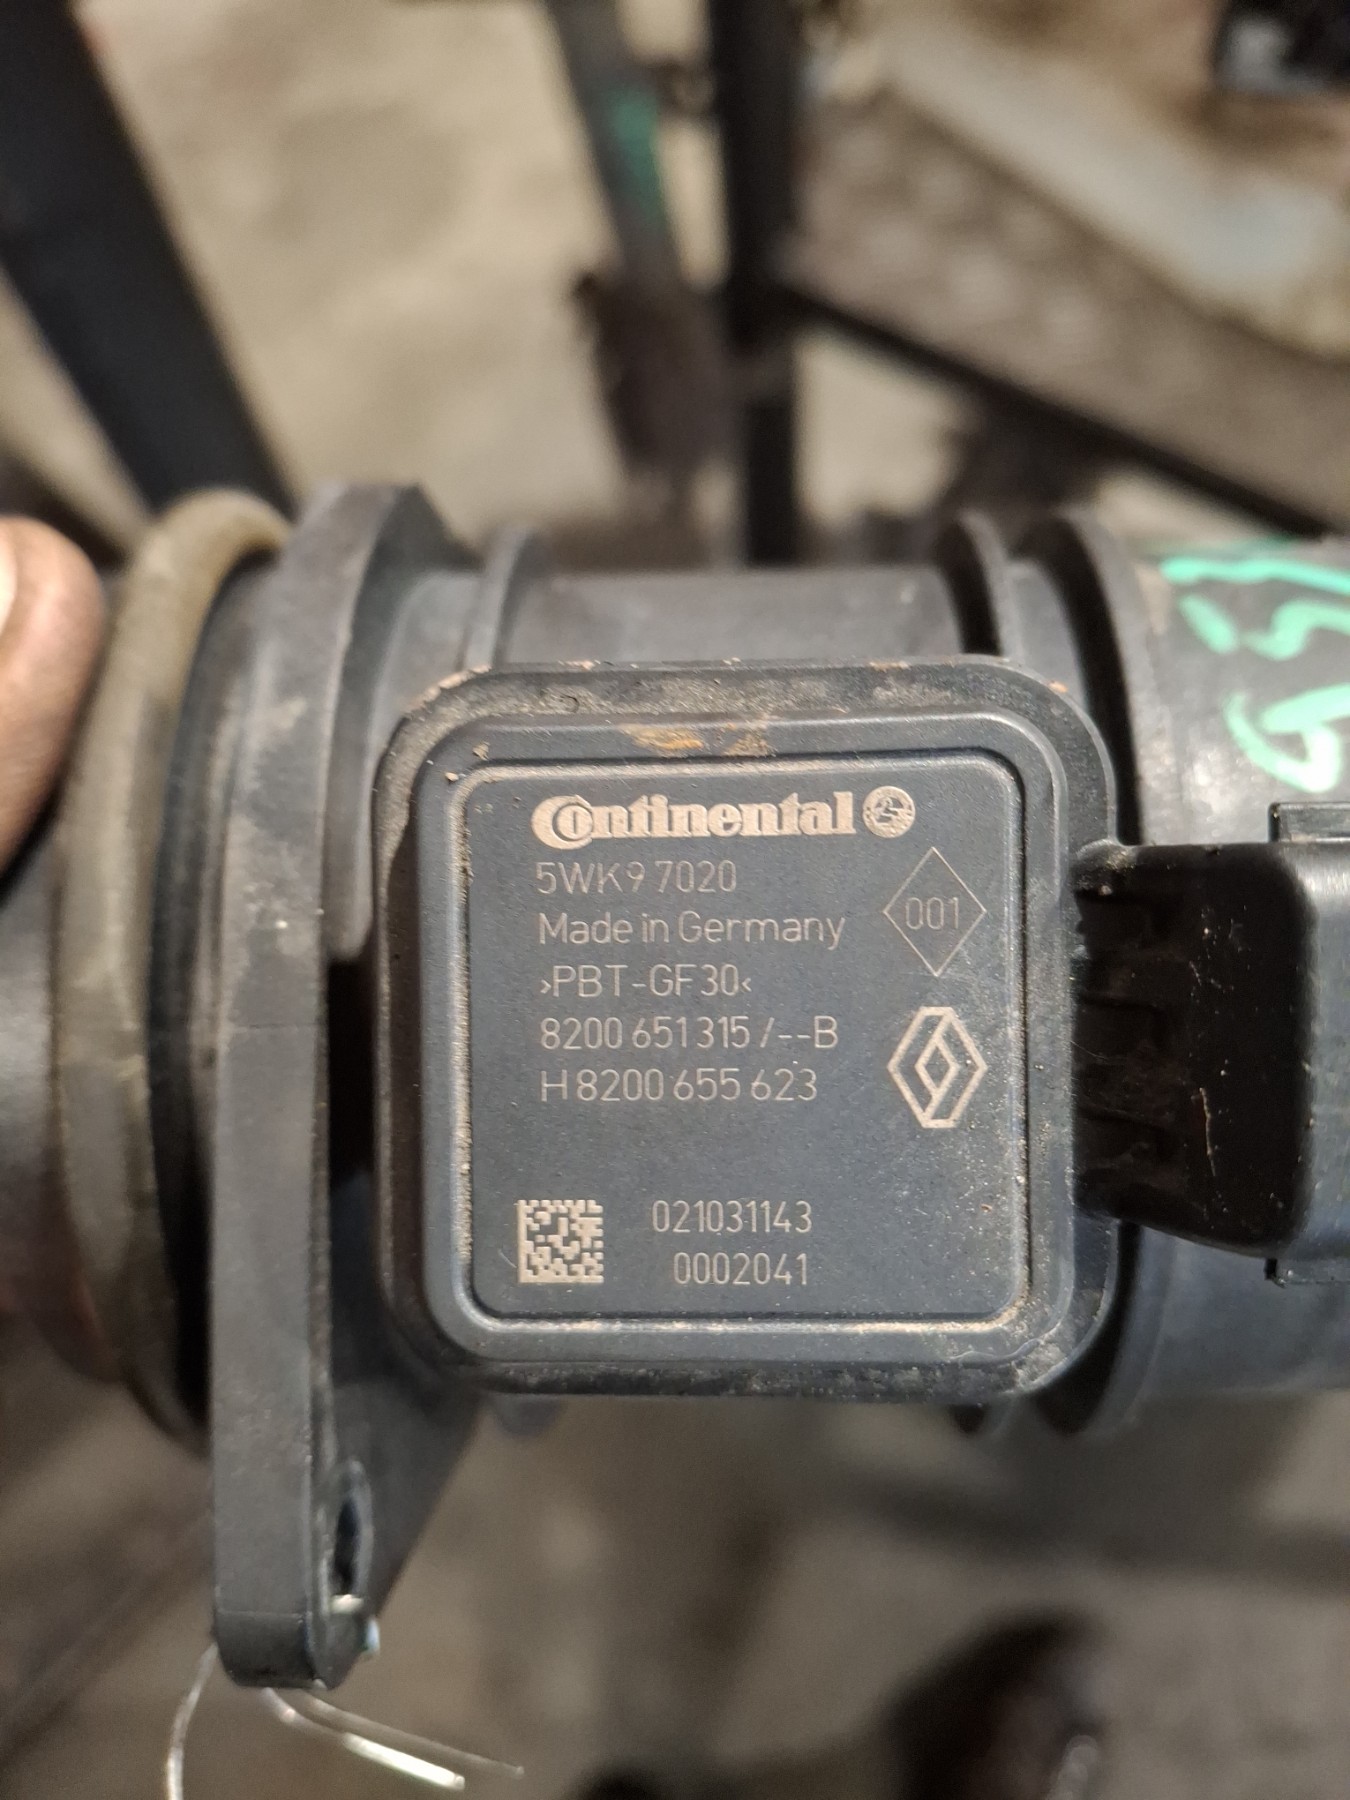 Continental
5WK9 7020
001
Made in Germany
>PBT-GF30<
8200 651 315 /--B
H 8200 655 623
021031143
0002041